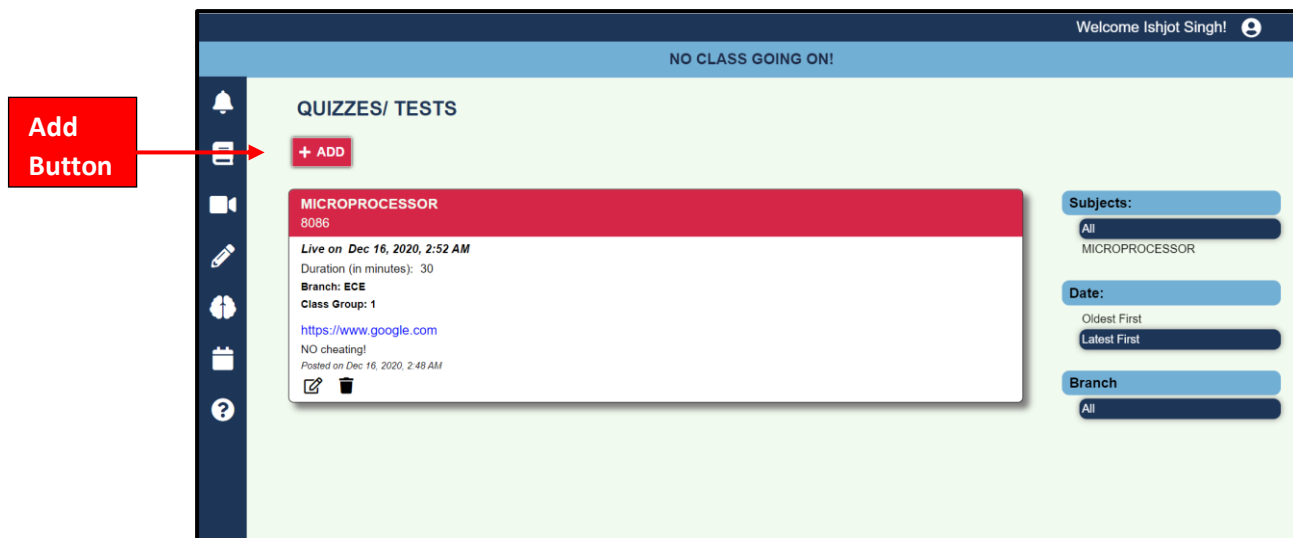 Welcome Ishjot Singh!
NO CLASS GOING ON!
Add
Button
QUIZZES/ TESTS
+ ADD
MICROPROCESSOR
8086
Live on Dec 16, 2020, 2:52 AM
Duration (in minutes): 30
Branch: ECE
Class Group: 1
https://www.google.com
NO cheating!
Posted on Dec 16, 2020, 2:48 AM
Subjects:
All
MICROPROCESSOR
Date:
Oldest First
Latest First
Branch
All